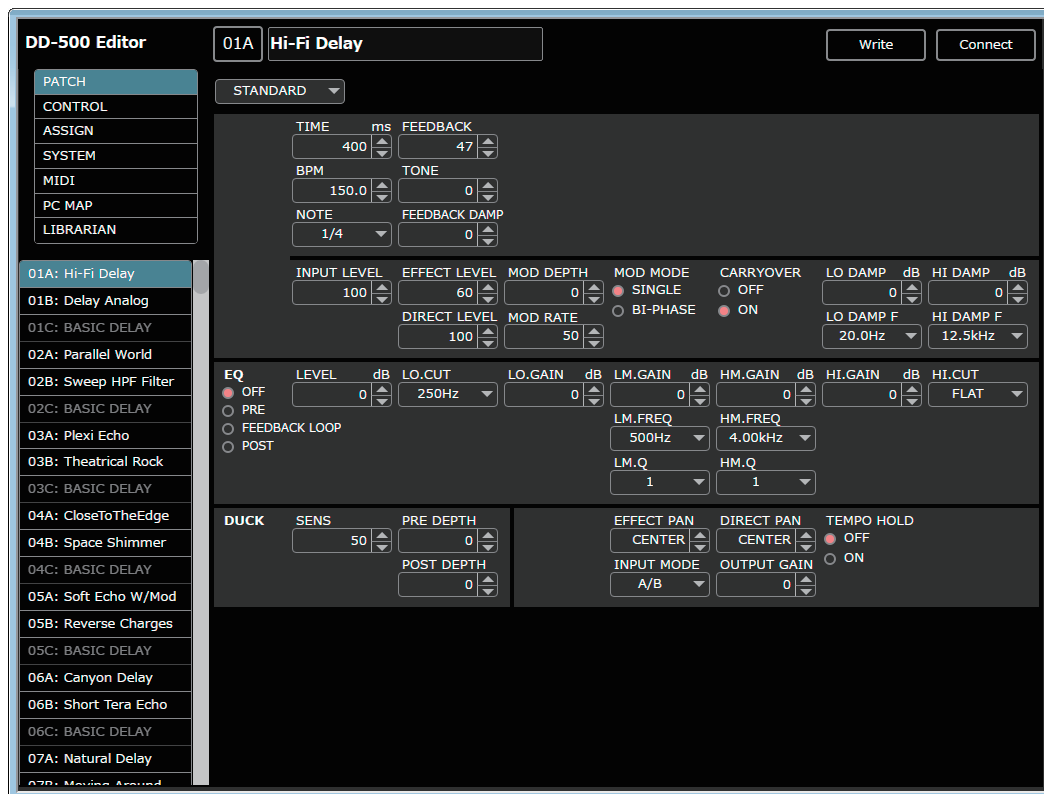 DD-500 Editor
01A Hi-Fi Delay Write Connect
PATCH
CONTROL
ASSIGN
SYSTEM
MIDI
PC MAP
LIBRARIAN
01A: Hi-Fi Delay
01B: Delay Analog
01C: BASIC DELAY
02A: Parallel World
02B: Sweep HPF Filter
02C: BASIC DELAY
03A: Plexi Echo
03B: Theatrical Rock
03C: BASIC DELAY
04A: CloseToTheEdge
04B: Space Shimmer
04C: BASIC DELAY
05A: Soft Echo W/Mod
05B: Reverse Charges
05C: BASIC DELAY
06A: Canyon Delay
06B: Short Tera Echo
06C: BASIC DELAY
07A: Natural Delay
07B: Moving Around
STANDARD
TIME ms FEEDBACK
400 47
BPM TONE
150.0 0
NOTE FEEDBACK DAMP
1/4 0
INPUT LEVEL EFFECT LEVEL MOD DEPTH MOD MODE CARRYOVER LO DAMP dB HI DAMP dB
100 60 0 SINGLE OFF 0 0
BI-PHASE ON
DIRECT LEVEL MOD RATE LO DAMP F HI DAMP F
100 50 20.0Hz 12.5kHz
EQ LEVEL dB LO.CUT LO.GAIN dB LM.GAIN dB HM.GAIN dB HI.GAIN dB HI.CUT
OFF 0 250Hz 0 0 0 0 FLAT
PRE
FEEDBACK LOOP
POST
LM.FREQ HM.FREQ
500Hz 4.00kHz
LM.Q HM.Q
1 1
DUCK SENS PRE DEPTH
50 0
POST DEPTH
0
EFFECT PAN DIRECT PAN TEMPO HOLD
CENTER CENTER OFF
ON
INPUT MODE OUTPUT GAIN
A/B 0